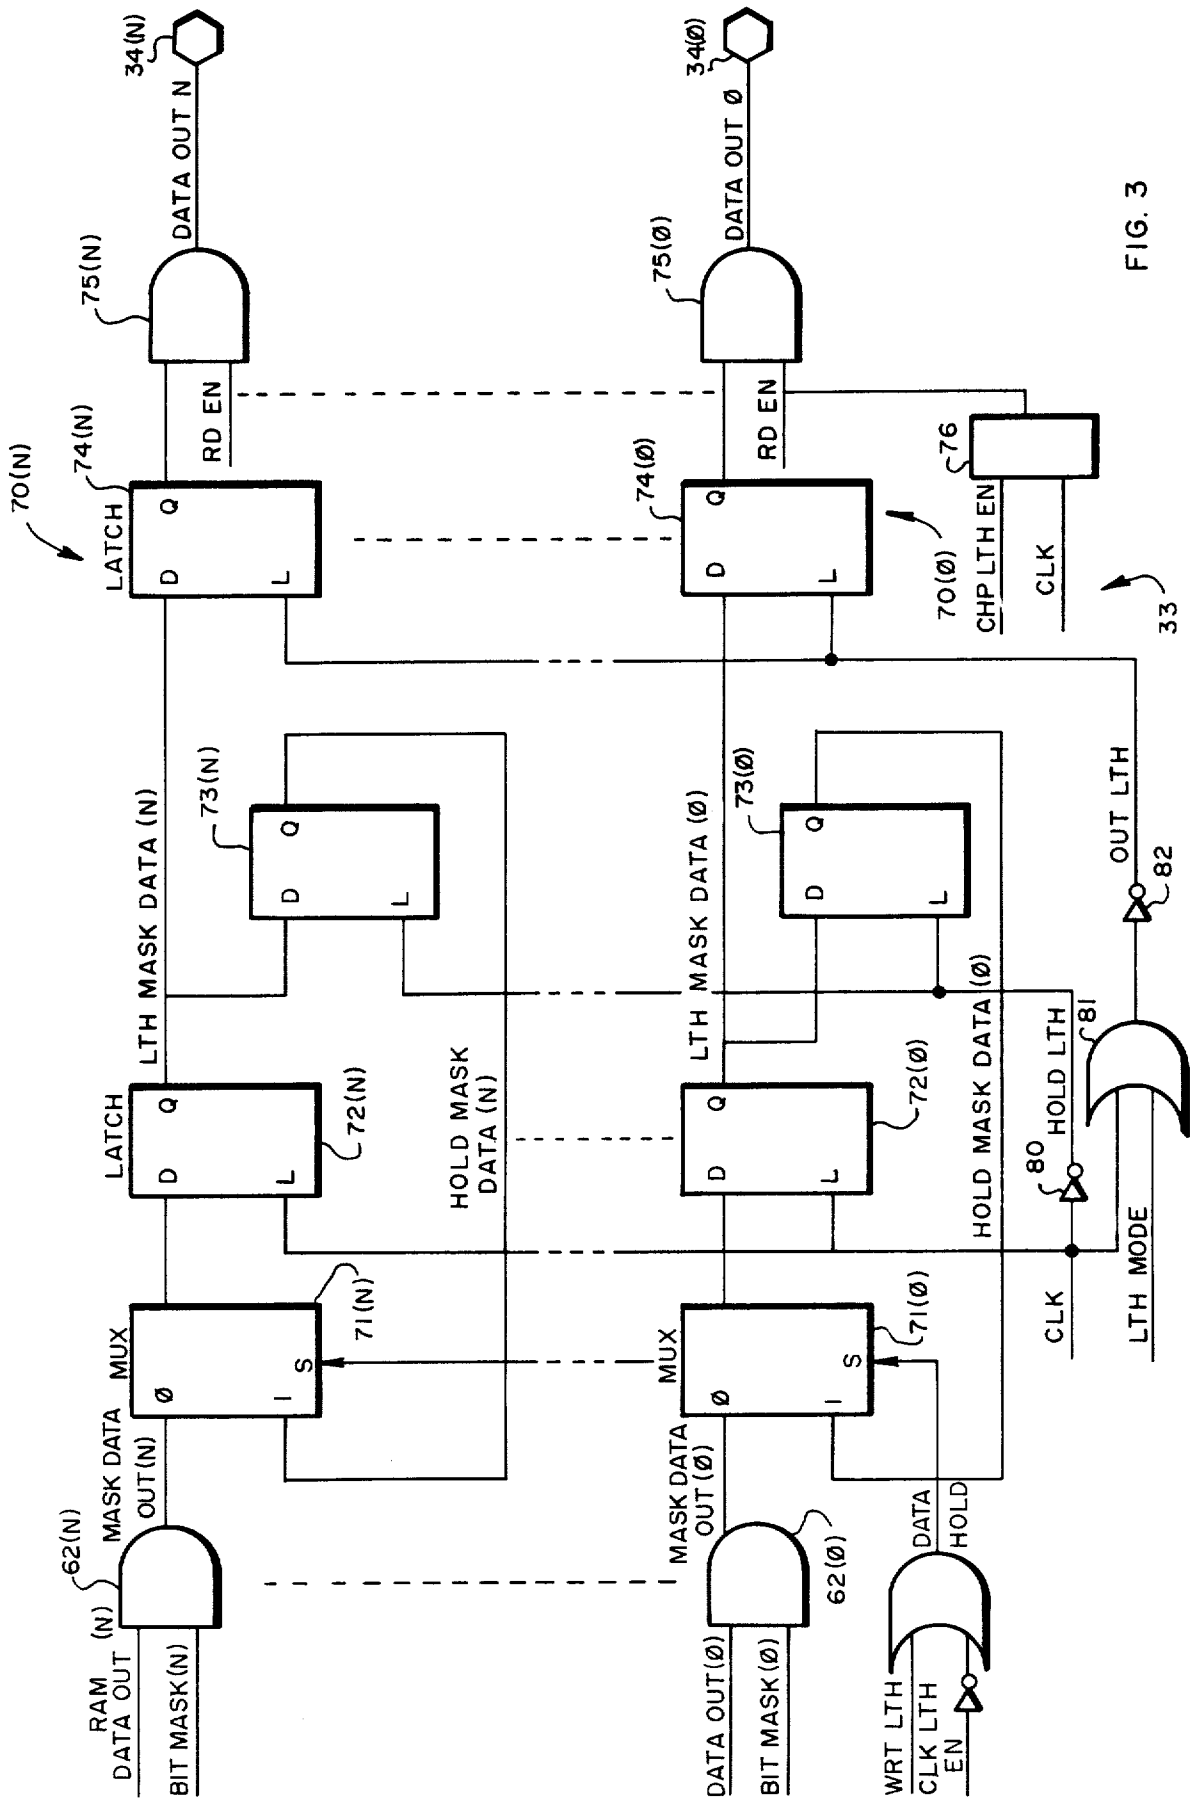 70(N)
62(N)
RAM
DATA OUT
(N)
BIT MASK(N)
MASK DATA
OUT(N)
MUX
Ø
I
S
71(N)
LATCH
D
Q
L
72(N)
LTH MASK DATA (N)
HOLD MASK
DATA (N)
73(N)
D
Q
L
LATCH
74(N)
D
Q
L
RD EN
75(N)
DATA OUT N
34(N)
DATA OUT(Ø)
BIT MASK(Ø)
62(Ø)
MASK DATA
OUT (Ø)
MUX
Ø
I
S
71(Ø)
D
Q
L
72(Ø)
LTH MASK DATA (Ø)
HOLD MASK DATA (Ø)
73(Ø)
D
Q
L
74(Ø)
D
Q
L
70(Ø)
RD EN
75(Ø)
DATA OUT Ø
34(Ø)
WRT LTH
CLK LTH
EN
DATA
HOLD
CLK
LTH MODE
80
HOLD LTH
81
82
OUT LTH
CHP LTH EN
CLK
76
33
FIG. 3